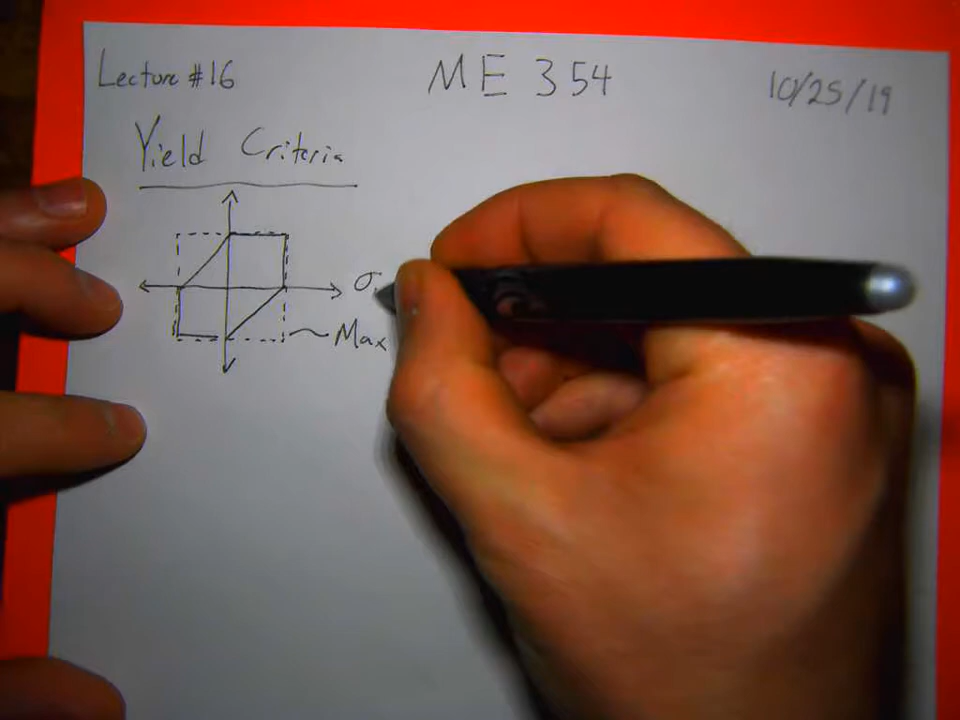 Lecture #16
ME 354
10/25/19
Yield Criteria
σ
Max